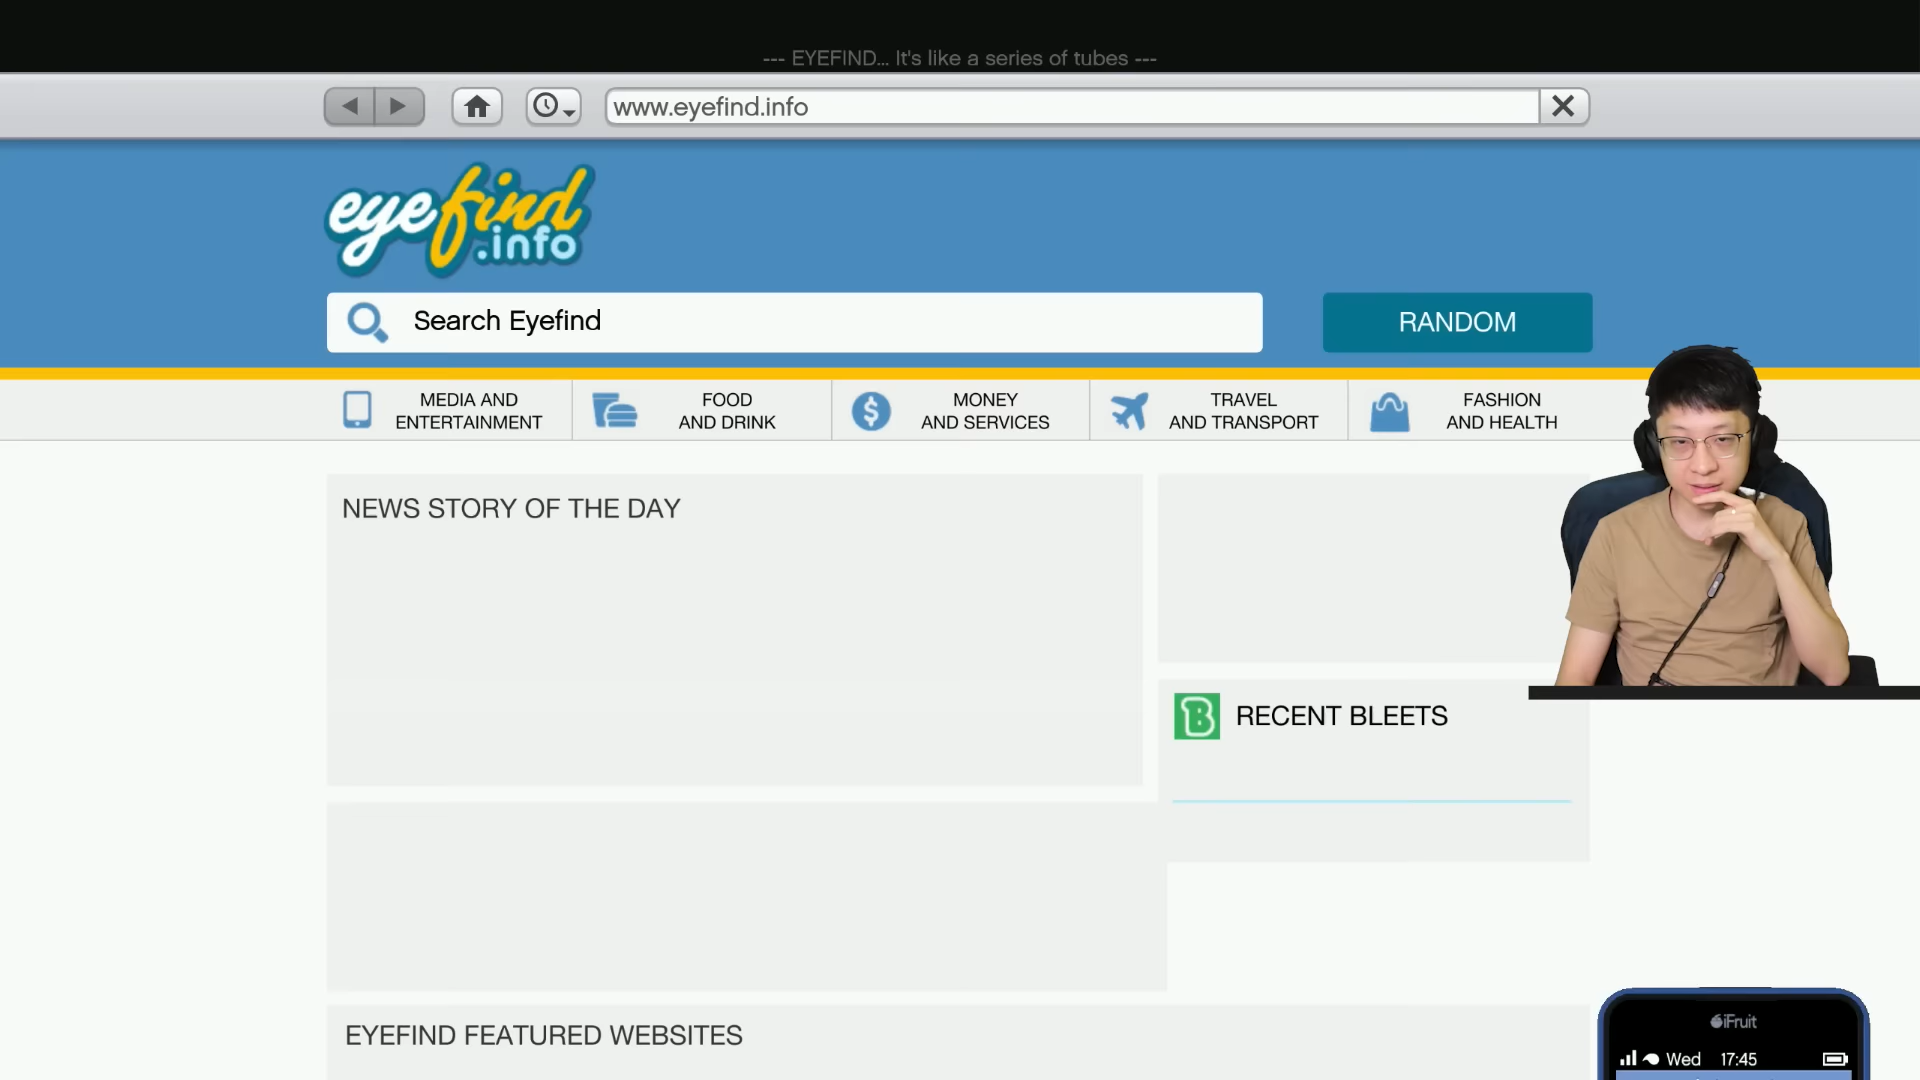 --- EYEFIND... It's like a series of tubes ---
www.eyefind.info
eyefind
.info
Search Eyefind
RANDOM
MEDIA AND
ENTERTAINMENT
FOOD
AND DRINK
MONEY
AND SERVICES
TRAVEL
AND TRANSPORT
FASHION
AND HEALTH
NEWS STORY OF THE DAY
B RECENT BLEETS
EYEFIND FEATURED WEBSITES
iFruit
Wed 17:45